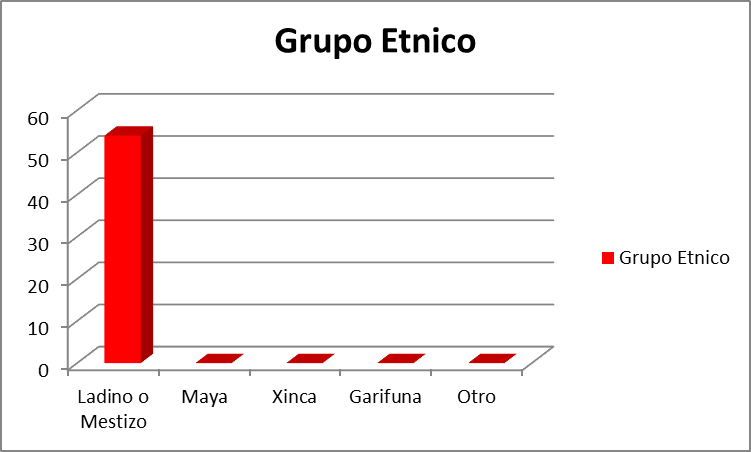 Grupo Etnico
60
50
40
30
20
10
0
Ladino o
Mestizo
Maya
Xinca
Garifuna
Otro
Grupo Etnico